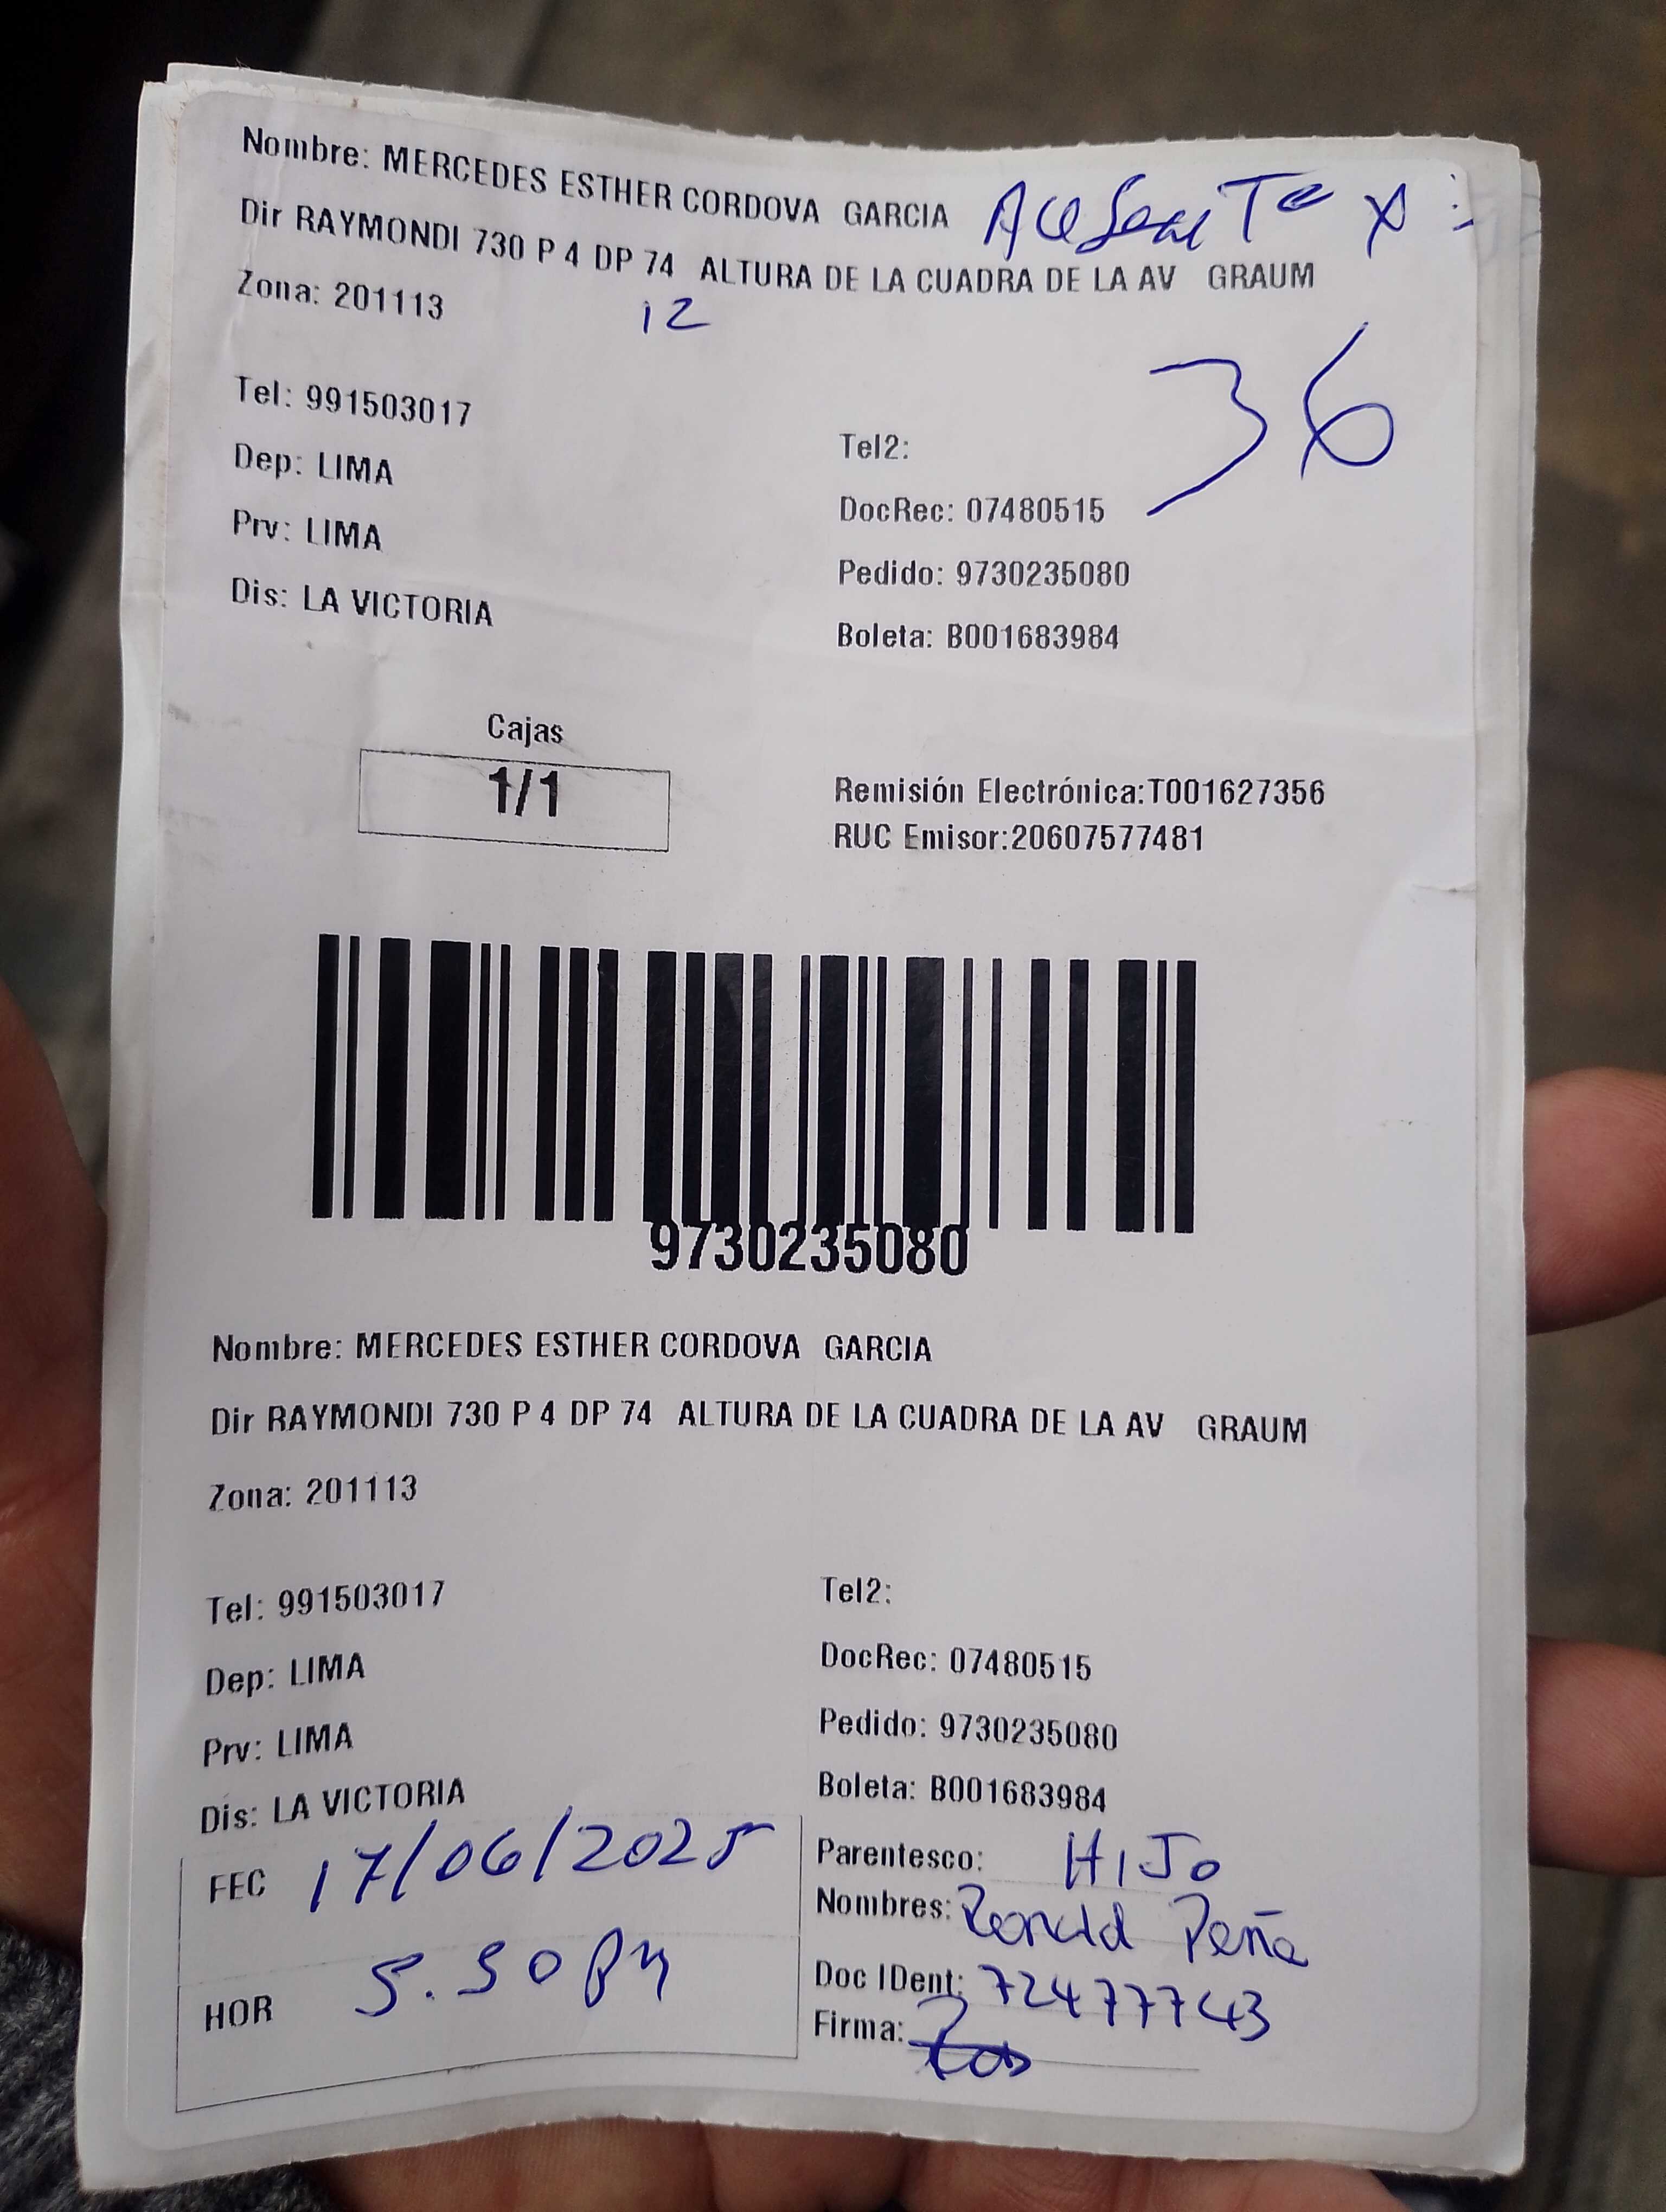 Nombre: MERCEDES ESTHER CORDOVA GARCIA
Dir RAYMONDI 730 P 4 DP 74 ALTURA DE LA CUADRA DE LA AV GRAUM
Zona: 201113
12
36
Tel: 991503017
Tel2:
Dep: LIMA
DocRec: 07480515
Prv: LIMA
Pedido: 9730235080
Dis: LA VICTORIA
Boleta: B001683984
Cajas
1/1
Remisión Electrónica:T001627356
RUC Emisor:20607577481
9730235080
Nombre: MERCEDES ESTHER CORDOVA GARCIA
Dir RAYMONDI 730 P 4 DP 74 ALTURA DE LA CUADRA DE LA AV GRAUM
Zona: 201113
Tel: 991503017
Tel2:
Dep: LIMA
DocRec: 07480515
Prv: LIMA
Pedido: 9730235080
Dis: LA VICTORIA
Boleta: B001683984
FEC 17/06/2025
Parentesco: HIJo
Nombres: Ronald Peña
HOR 5.30 PM
Doc IDent: 72477743
Firma: